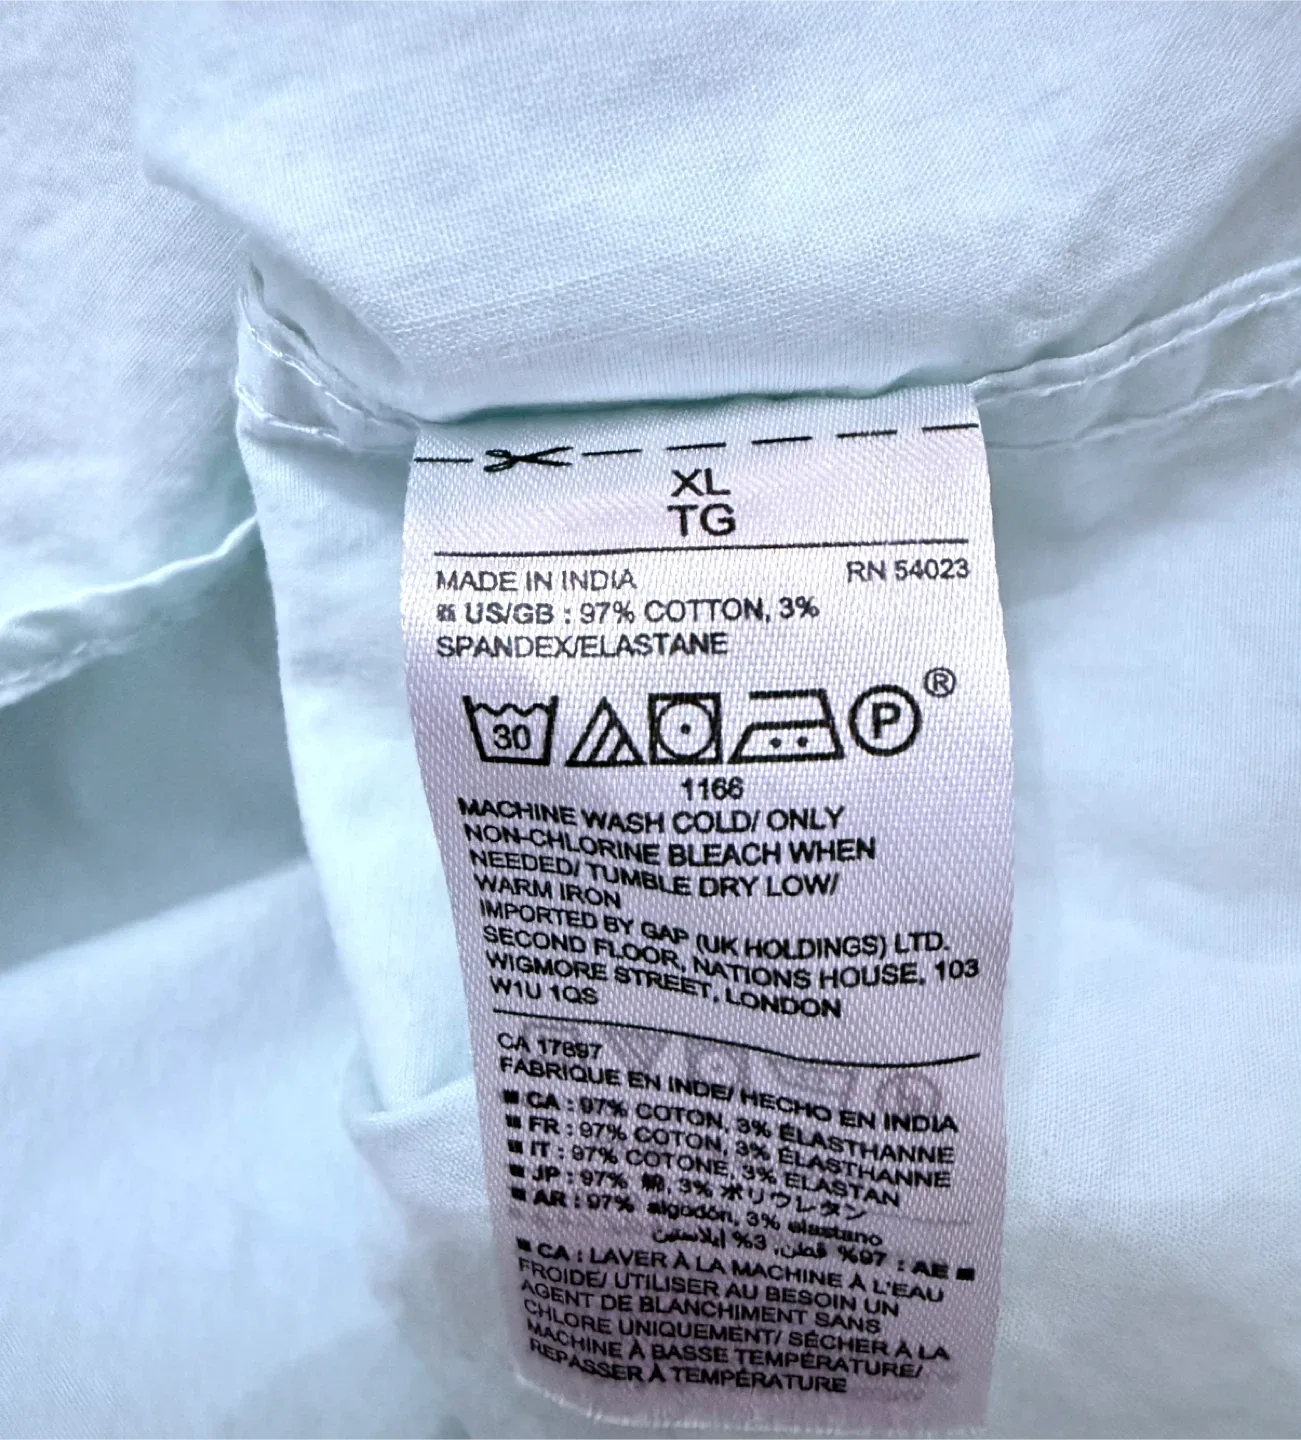 XL
TG
MADE IN INDIA RN 54023
US/GB : 97% COTTON, 3%
SPANDEX/ELASTANE
30 P ®
1166
MACHINE WASH COLD/ ONLY
NON-CHLORINE BLEACH WHEN
NEEDED/ TUMBLE DRY LOW/
WARM IRON
IMPORTED BY GAP (UK HOLDINGS) LTD.
SECOND FLOOR, NATIONS HOUSE, 103
WIGMORE STREET, LONDON
W1U 1QS
CA 17897
FABRIQUE EN INDE/ HECHO EN INDIA
CA : 97% COTON, 3% ÉLASTHANNE
FR : 97% COTON, 3% ÉLASTHANNE
IT : 97% COTONE, 3% ELASTAN
JP : 97% 綿, 3% ポリウレタン
AR : 97% algodón, 3% elastano
AE : 97% قطن, 3% إيلاستين
CA : LAVER À LA MACHINE À L'EAU
FROIDE/ UTILISER AU BESOIN UN
AGENT DE BLANCHIMENT SANS
CHLORE UNIQUEMENT/ SÉCHER À LA
MACHINE À BASSE TEMPÉRATURE/
REPASSER À TEMPÉRATURE